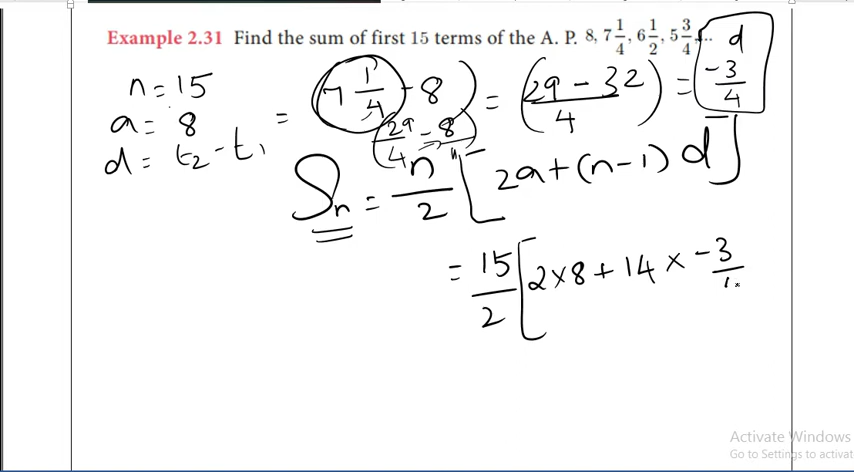 Example 2.31 Find the sum of first 15 terms of the A. P. 8, 7 1/4, 6 1/2, 5 3/4, ...
n = 15
a = 8
d = t₂ - t₁ = (7 1/4 - 8) = (29 - 32 / 4) = -3/4
(29/4 - 8/1)
d
Sₙ = n/2 [2a + (n - 1) d]
= 15/2 [2 × 8 + 14 × -3/
Activate Windows
Go to Settings to activat